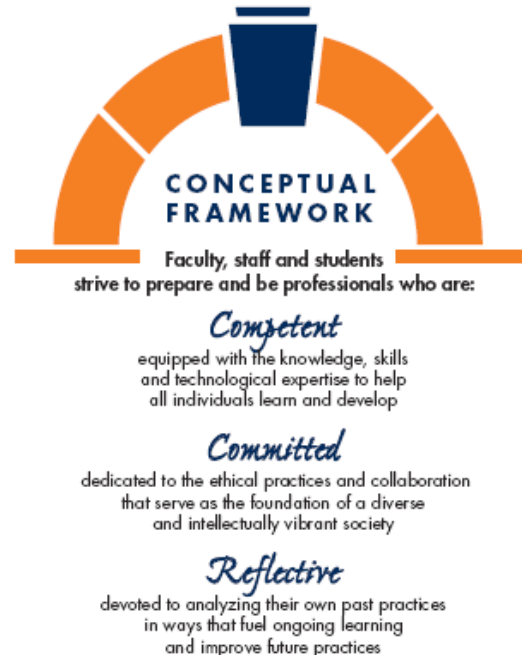 CONCEPTUAL
FRAMEWORK
Faculty, staff and students
strive to prepare and be professionals who are:
Competent
equipped with the knowledge, skills
and technological expertise to help
all individuals learn and develop
Committed
dedicated to the ethical practices and collaboration
that serve as the foundation of a diverse
and intellectually vibrant society
Reflective
devoted to analyzing their own past practices
in ways that fuel ongoing learning
and improve future practices